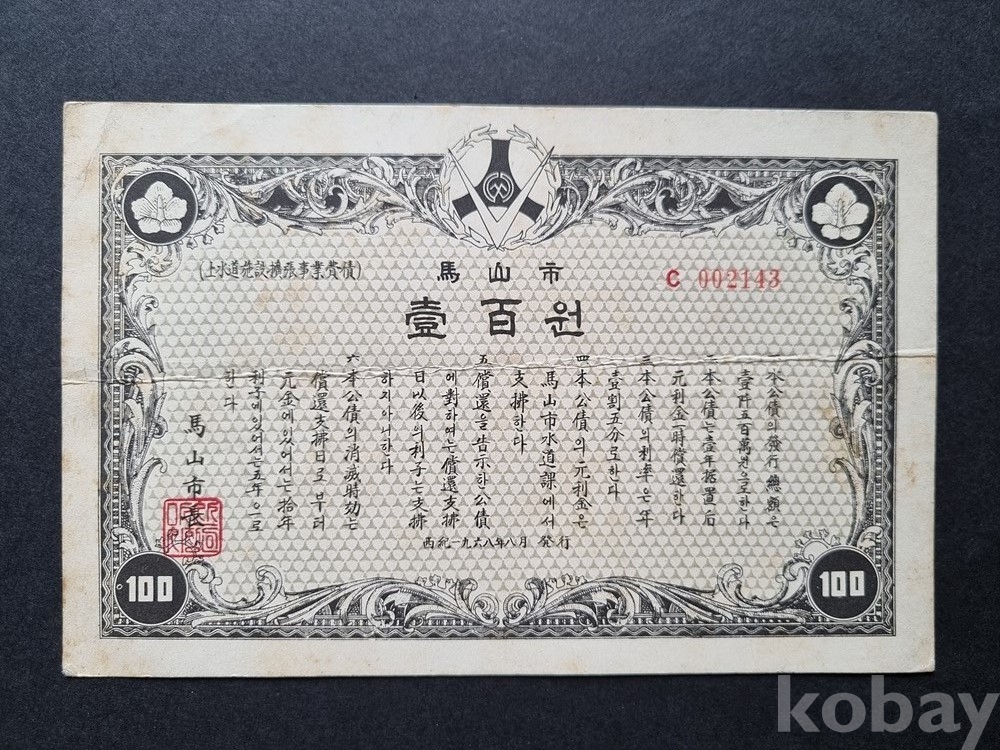 (上水道施設擴張事業費債)
馬山市
C 002143
壹百원
一 本公債의發行總額은
壹阡五百萬원으로한다
二 本公債는壹年据置后
元利金一時償還한다
三 本公債의利率은年
壹割五分로한다
四 本公債의元利金은
馬山市水道課에서
支拂한다
五 償還을告示한公債
에對하여는償還支拂
日以後의利子는支拂
하지아니한다
六 本公債의消滅時効는
償還支拂日로부터
元金에있어서는拾年
利子에있어서는五年으로
한다
西紀一九六八年八月 発行
馬山市長
100
100
kobay